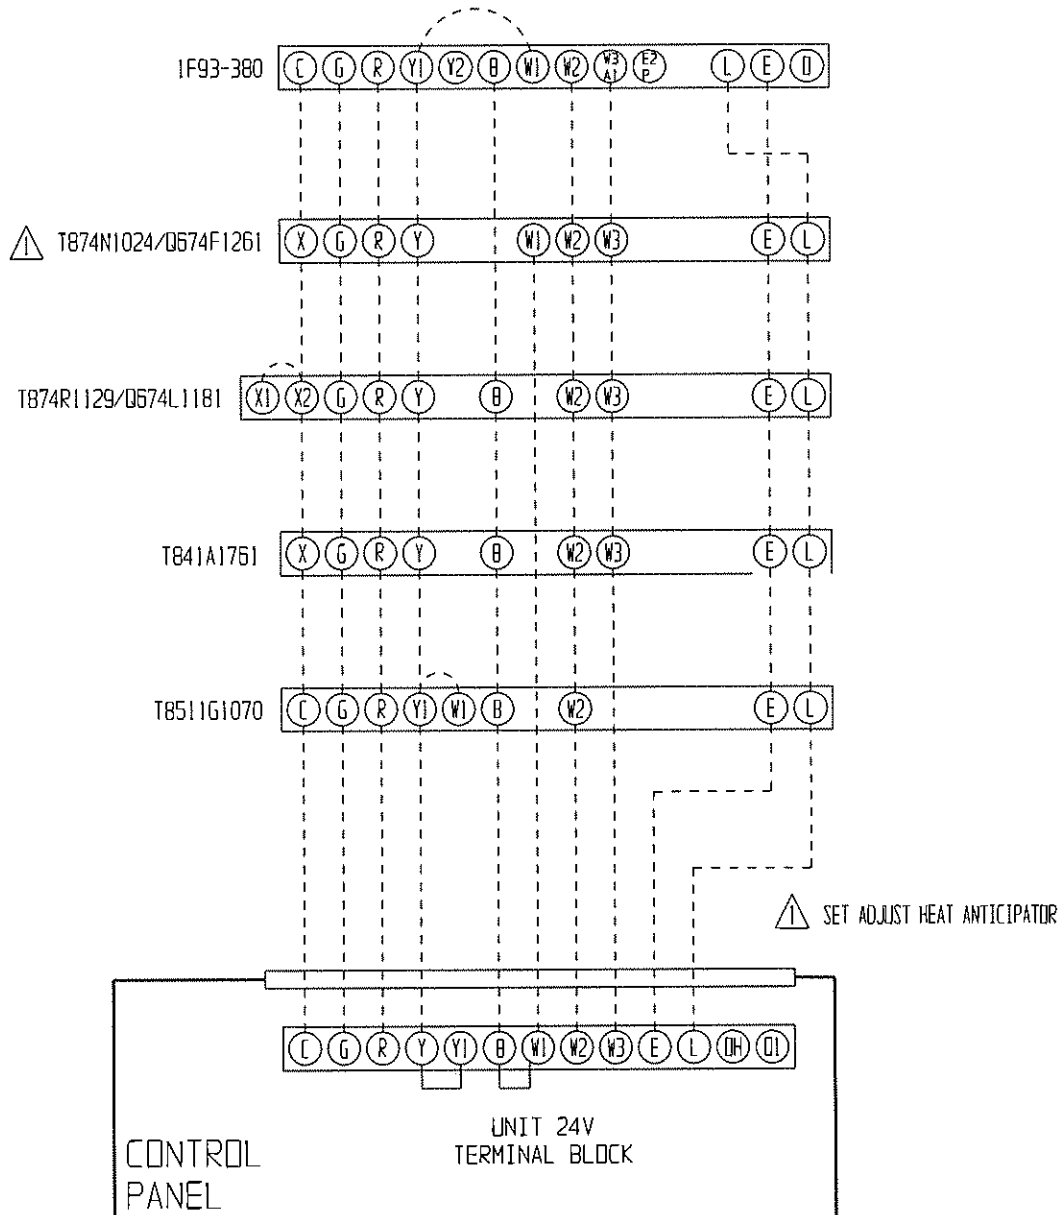 1F93-380 C G R Y1 Y2 B W1 W2 W3 A1 E2 P L E O
1 T874N1024/Q674F1261 X G R Y W1 W2 W3 E L
T874R1129/Q674L1181 X1 X2 G R Y B W2 W3 E L
T841A1761 X G R Y B W2 W3 E L
T8511G1070 C G R Y1 W1 B W2 E L
1 SET ADJUST HEAT ANTICIPATOR
C G R Y Y1 B W1 W2 W3 E L OH O1
UNIT 24V
TERMINAL BLOCK
CONTROL
PANEL